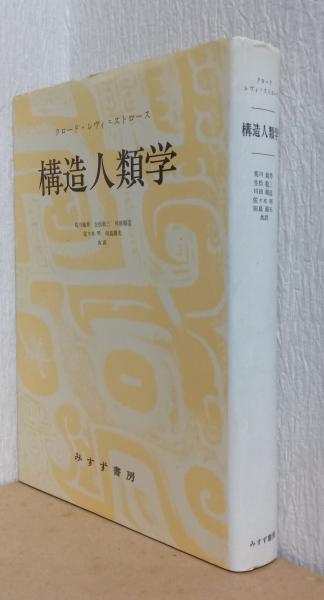 クロード・レヴィ=ストロース
構造人類学
荒川幾男 生松敬三 川田順造
佐々木明 田島節夫
共訳
みすず書房
クロード
レヴィ=ストロース
構造人類学
荒川幾男
生松敬三
川田順造
佐々木明
田島節夫
共訳
みすず書房